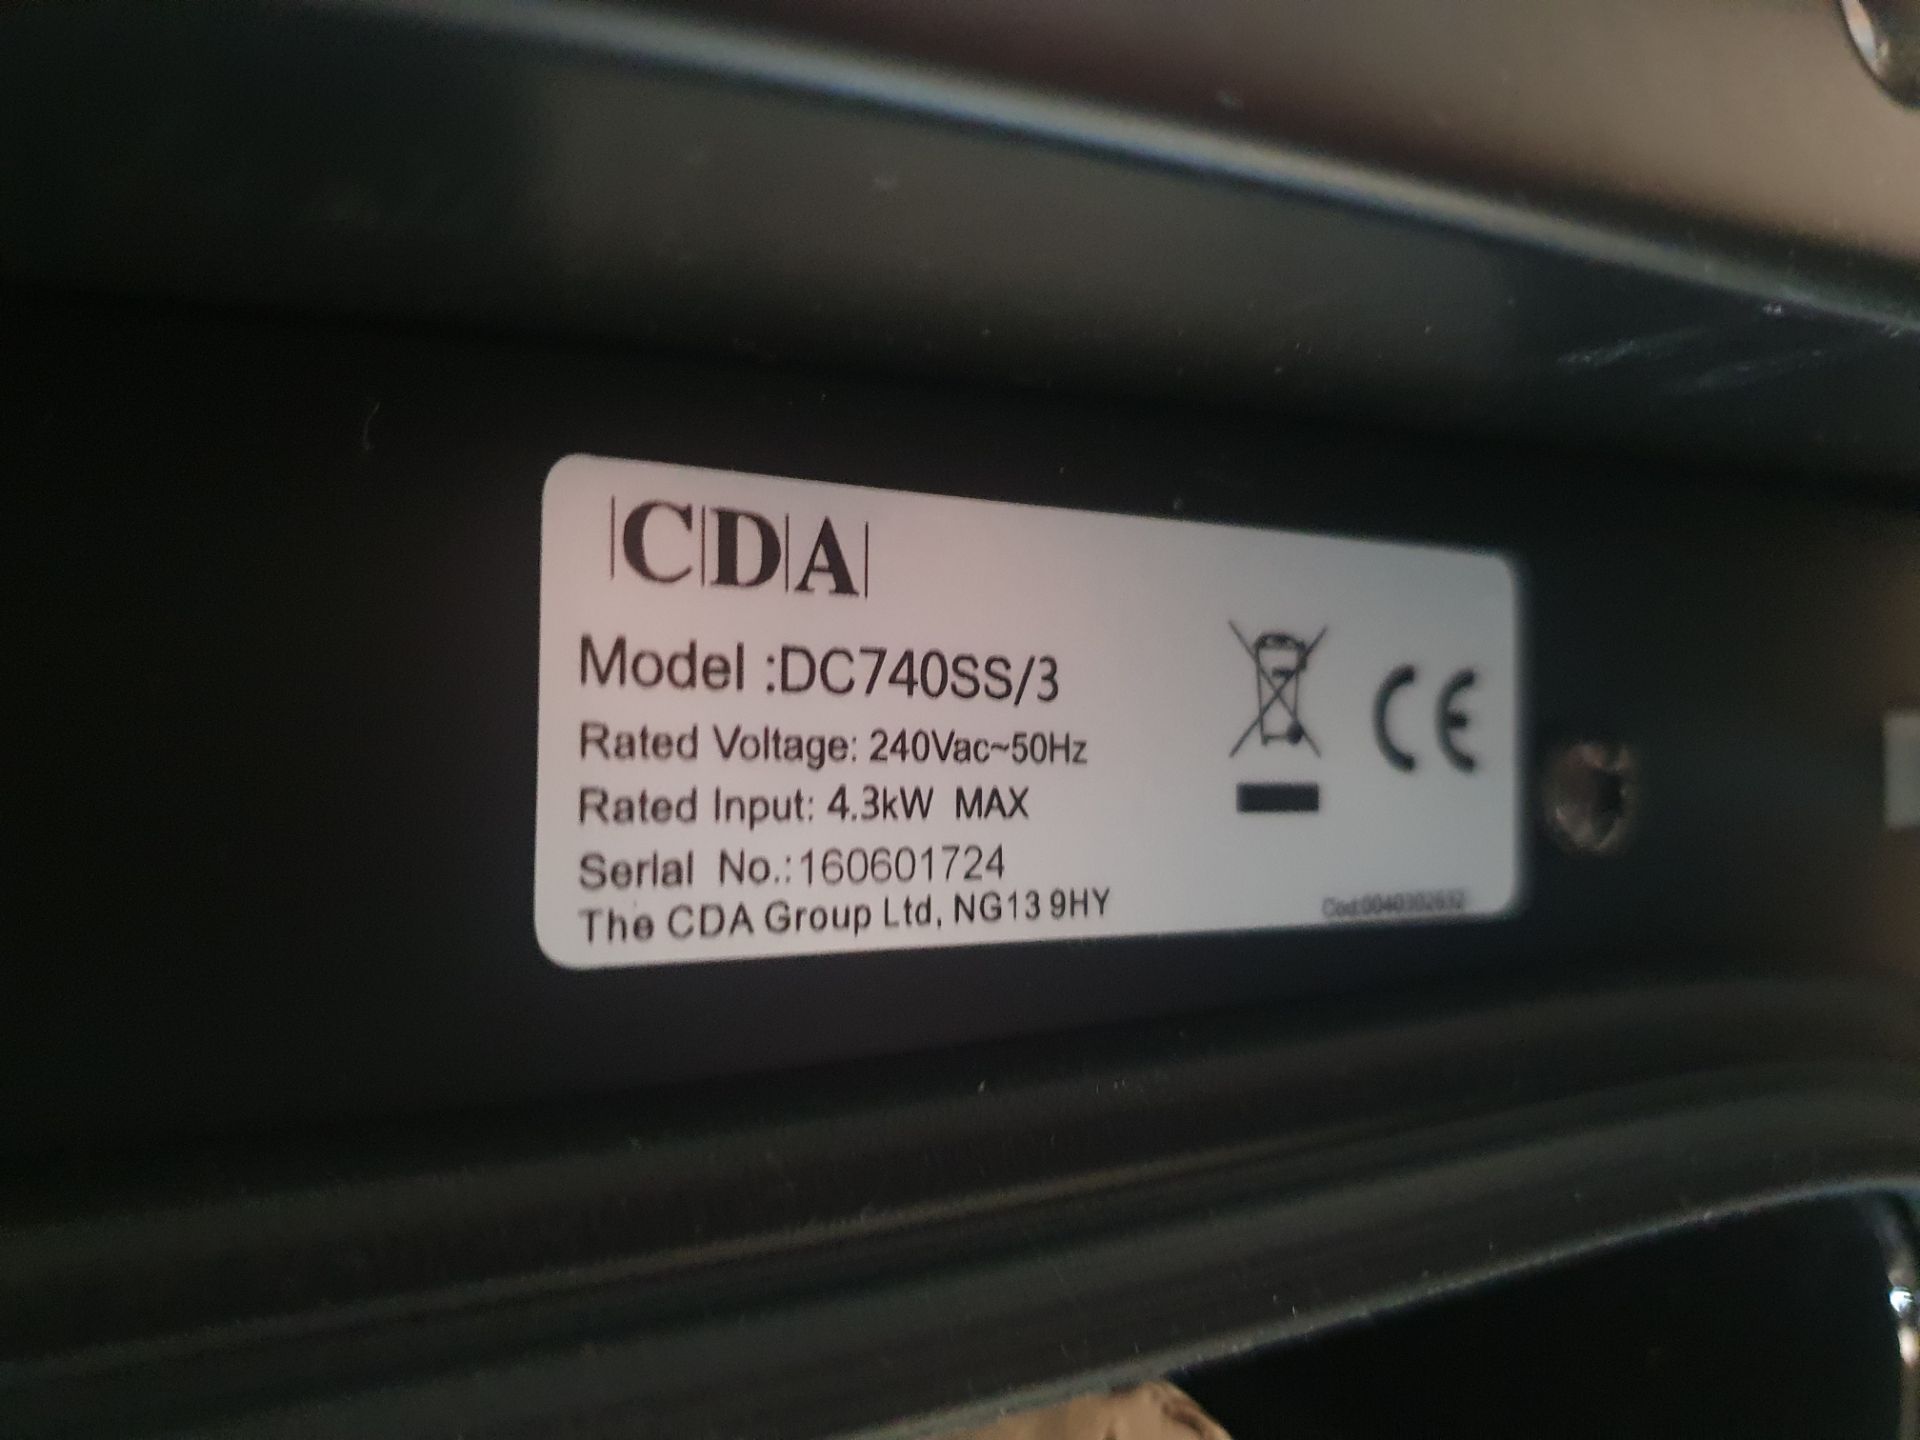 CDA
Model :DC740SS/3
Rated Voltage: 240Vac~50Hz
Rated Input: 4.3kW MAX
Serial No.:160601724
The CDA Group Ltd, NG13 9HY
CE